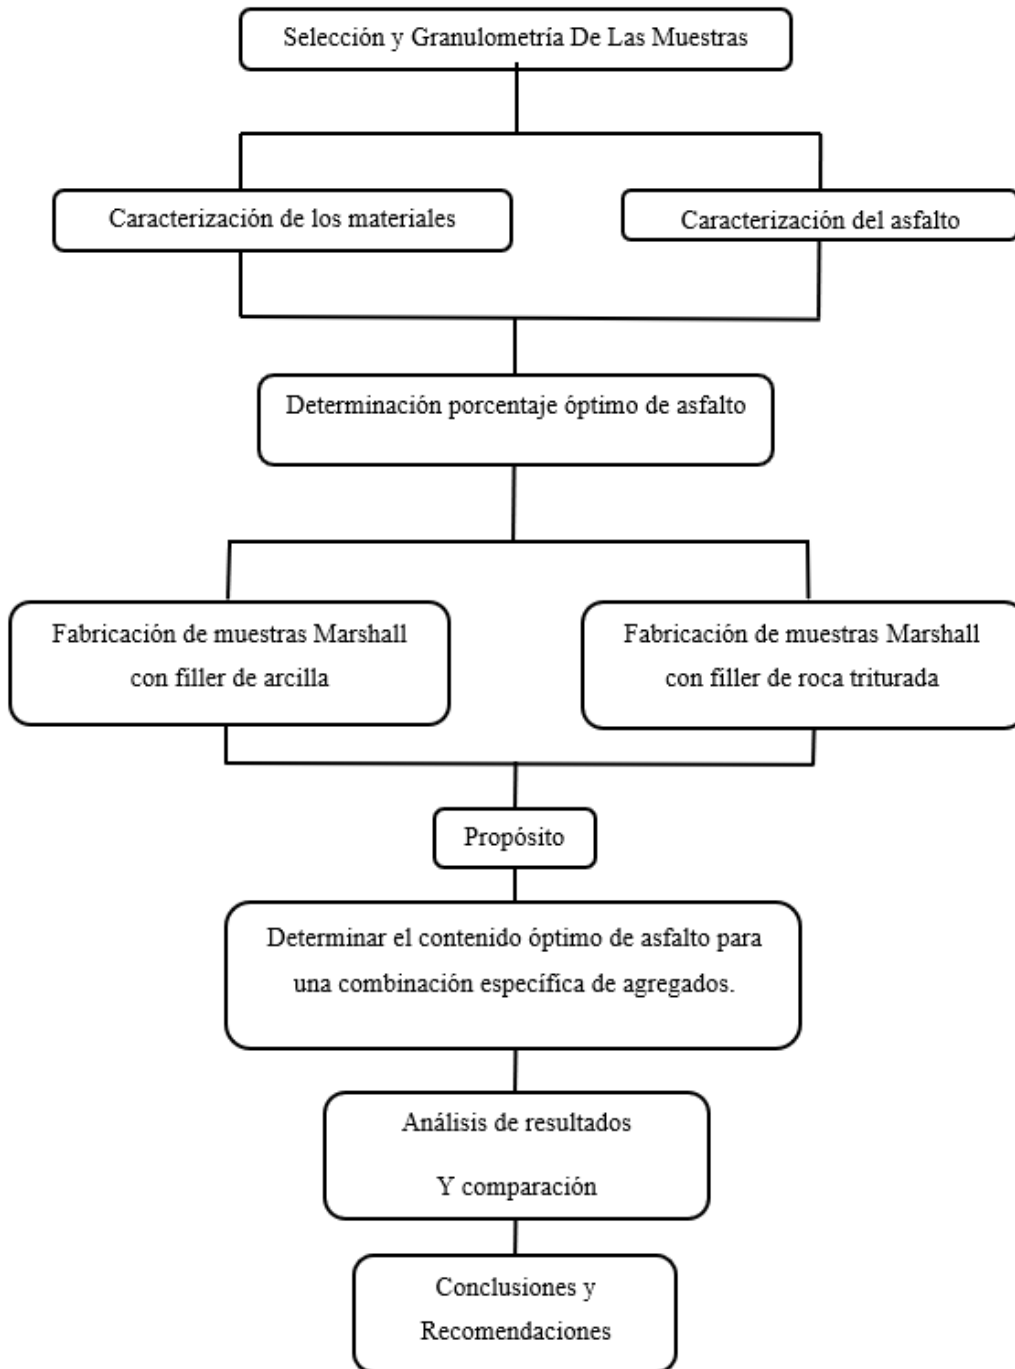 Selección y Granulometría De Las Muestras
Caracterización de los materiales
Caracterización del asfalto
Determinación porcentaje óptimo de asfalto
Fabricación de muestras Marshall
con filler de arcilla
Fabricación de muestras Marshall
con filler de roca triturada
Propósito
Determinar el contenido óptimo de asfalto para
una combinación específica de agregados.
Análisis de resultados
Y comparación
Conclusiones y
Recomendaciones